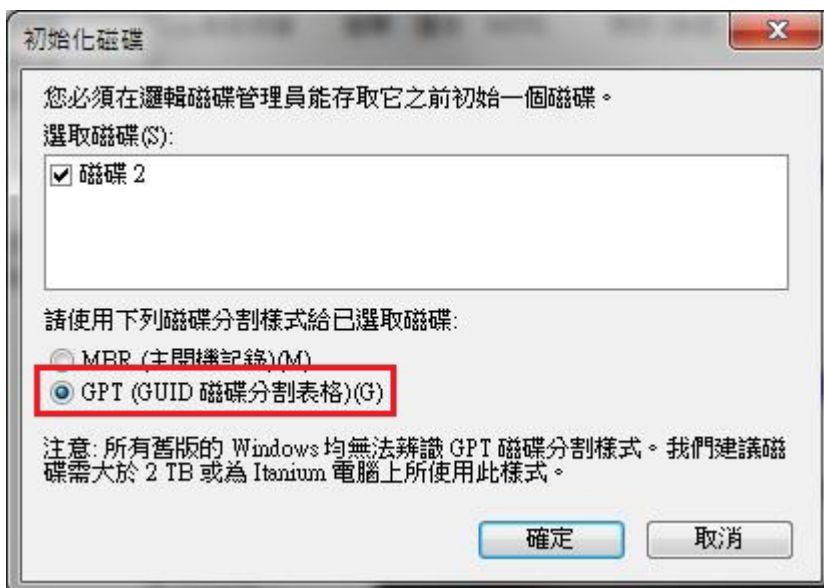 初始化磁碟
您必須在邏輯磁碟管理員能存取它之前初始一個磁碟。
選取磁碟(S):
磁碟 2
請使用下列磁碟分割樣式給已選取磁碟:
MBR (主開機記錄)(M)
GPT (GUID 磁碟分割表格)(G)
注意: 所有舊版的 Windows 均無法辨識 GPT 磁碟分割樣式。我們建議磁
碟需大於 2 TB 或為 Itanium 電腦上所使用此樣式。
確定
取消